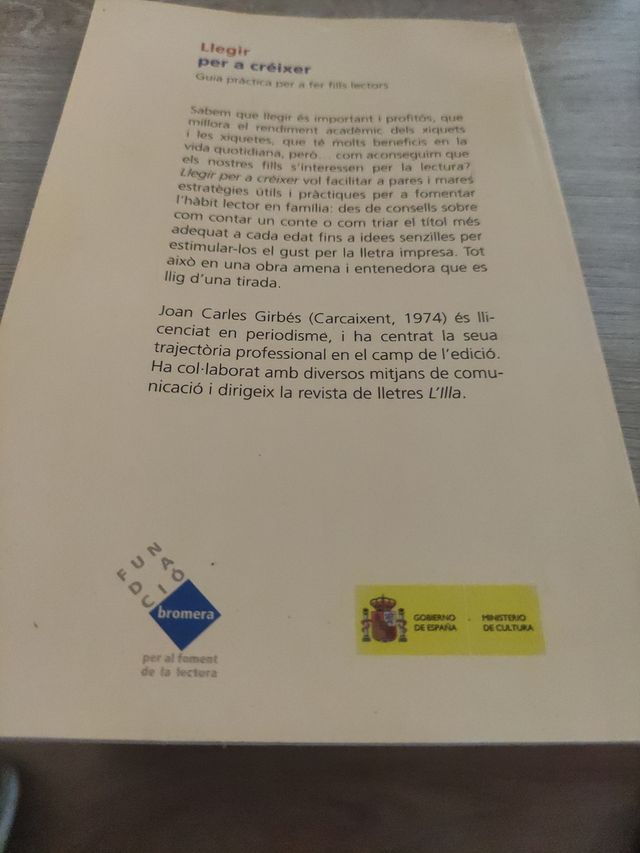 Llegir
per a créixer
Guia pràctica per a fer fills lectors
Sabem que llegir és important i profitós, que
millora el rendiment acadèmic dels xiquets
i les xiquetes, que té molts beneficis en la
vida quotidiana, però... com aconseguim que
els nostres fills s'interessen per la lectura?
Llegir per a créixer vol facilitar a pares i mares
estratègies útils i pràctiques per a fomentar
l'hàbit lector en família: des de consells sobre
com contar un conte o com triar el títol més
adequat a cada edat fins a idees senzilles per
estimular-los el gust per la lletra impresa. Tot
això en una obra amena i entenedora que es
llig d'una tirada.
Joan Carles Girbés (Carcaixent, 1974) és lli-
cenciat en periodisme, i ha centrat la seua
trajectòria professional en el camp de l'edició.
Ha col·laborat amb diversos mitjans de comu-
nicació i dirigeix la revista de lletres L'Illa.
FUNDACIÓ
bromera
per al foment
de la lectura
GOBIERNO
DE ESPAÑA
MINISTERIO
DE CULTURA